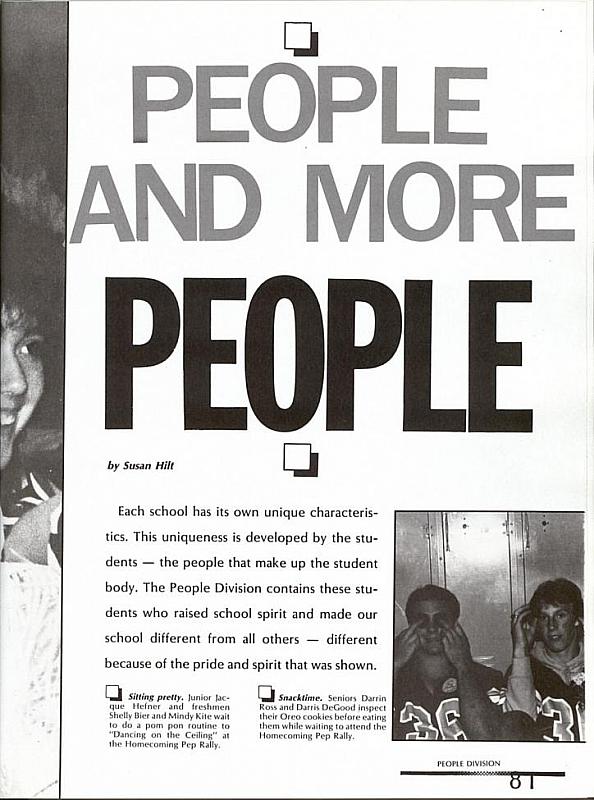 PEOPLE
AND MORE
PEOPLE
by Susan Hilt
Each school has its own unique characteris-
tics. This uniqueness is developed by the stu-
dents — the people that make up the student
body. The People Division contains these stu-
dents who raised school spirit and made our
school different from all others — different
because of the pride and spirit that was shown.
Sitting pretty. Junior Jac-
que Hefner and freshmen
Shelly Bier and Mindy Kite wait
to do a pom pon routine to
"Dancing on the Ceiling" at
the Homecoming Pep Rally.
Snacktime. Seniors Darrin
Ross and Darris DeGood inspect
their Oreo cookies before eating
them while waiting to attend the
Homecoming Pep Rally.
36
3
PEOPLE DIVISION
81